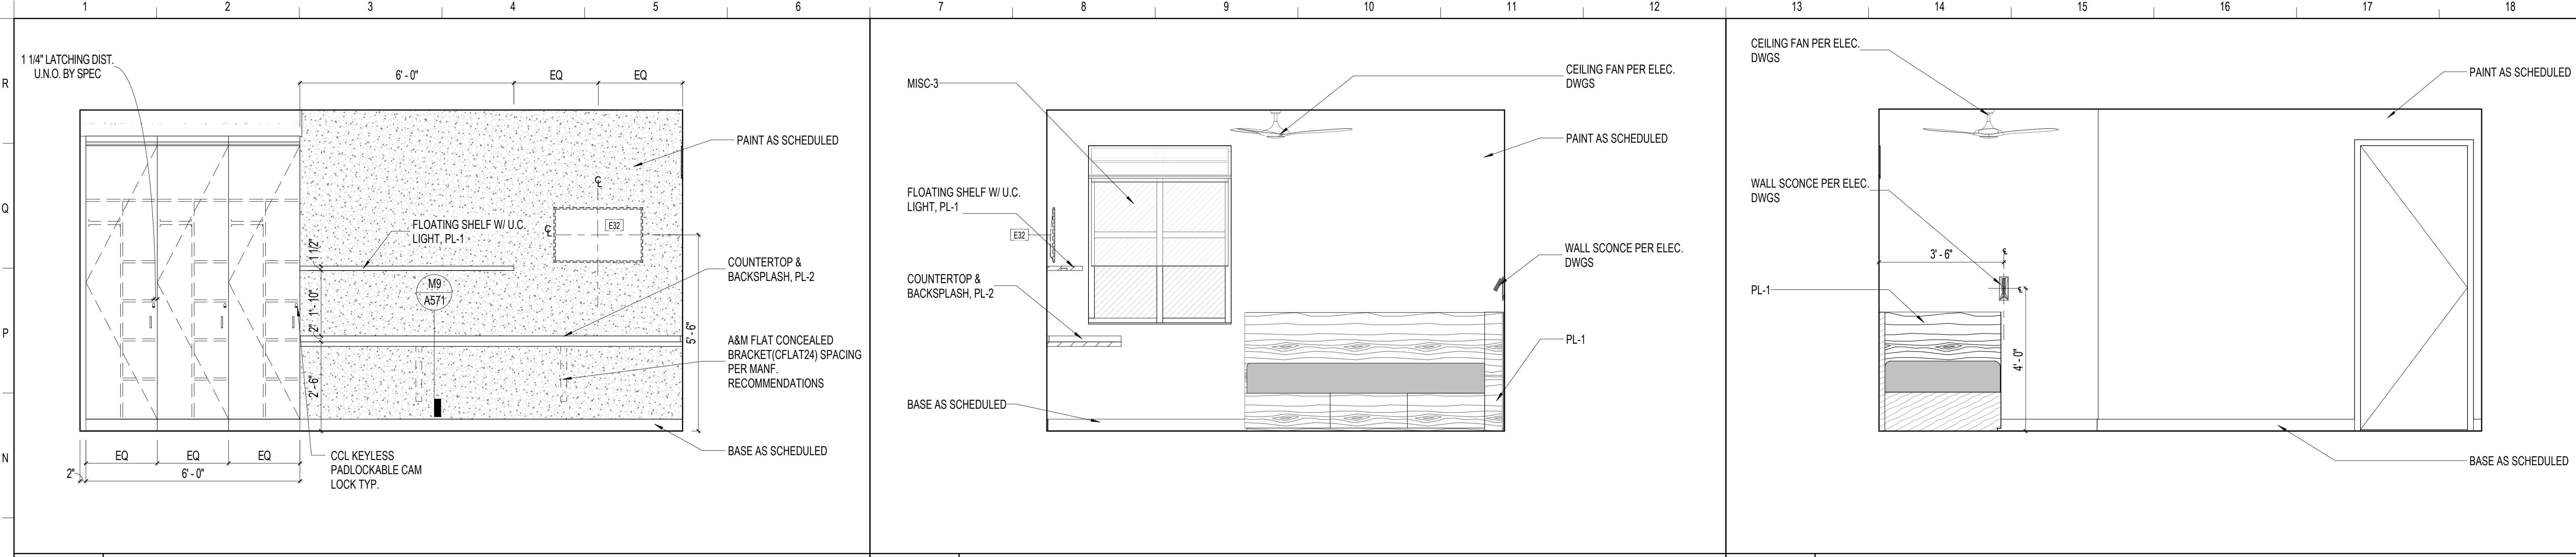 1 2 3 4 5 6 7 8 9 10 11 12 13 14 15 16 17 18
R
Q
P
N
1 1/4" LATCHING DIST.
U.N.O. BY SPEC
6' - 0" EQ EQ
PAINT AS SCHEDULED
FLOATING SHELF W/ U.C.
LIGHT, PL-1
E32
1 1/2"
1' - 10"
2"
2' - 6"
5' - 6"
M9
A571
COUNTERTOP &
BACKSPLASH, PL-2
A&M FLAT CONCEALED
BRACKET(CFLAT24) SPACING
PER MANF.
RECOMMENDATIONS
BASE AS SCHEDULED
EQ EQ EQ
2" 6' - 0"
CCL KEYLESS
PADLOCKABLE CAM
LOCK TYP.
MISC-3
CEILING FAN PER ELEC.
DWGS
PAINT AS SCHEDULED
FLOATING SHELF W/ U.C.
LIGHT, PL-1
E32
WALL SCONCE PER ELEC.
DWGS
COUNTERTOP &
BACKSPLASH, PL-2
PL-1
BASE AS SCHEDULED
CEILING FAN PER ELEC.
DWGS
PAINT AS SCHEDULED
WALL SCONCE PER ELEC.
DWGS
3' - 6"
PL-1
4' - 0"
BASE AS SCHEDULED